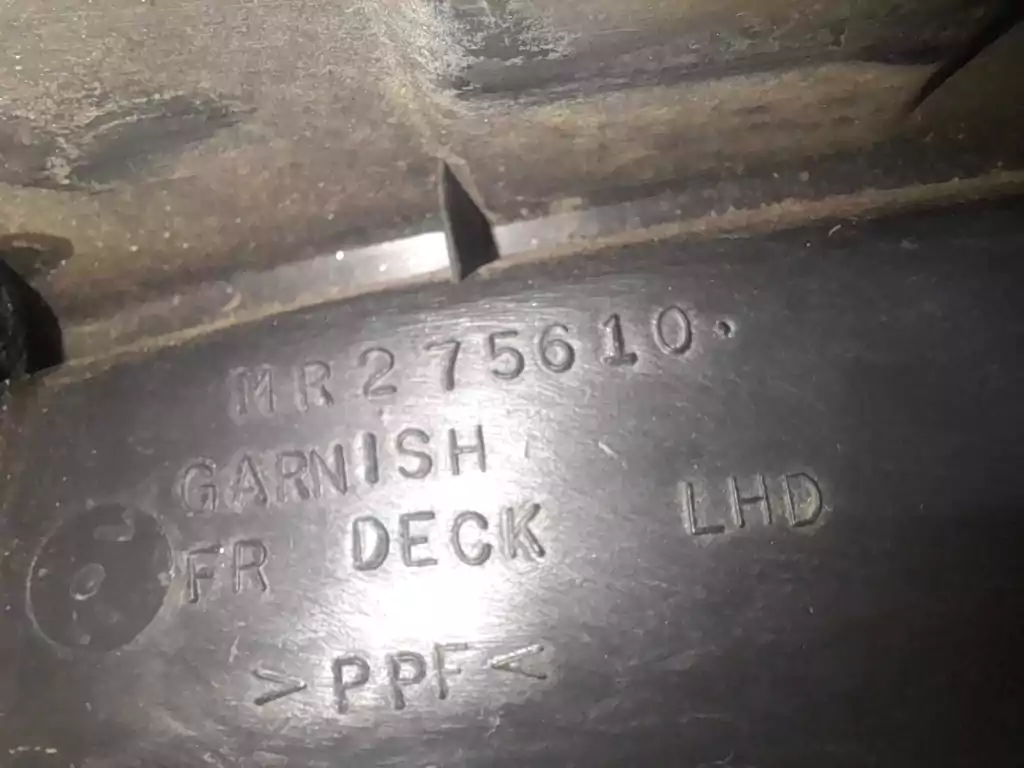 MR275610.
GARNISH
FR DECK LHD
>PPF<